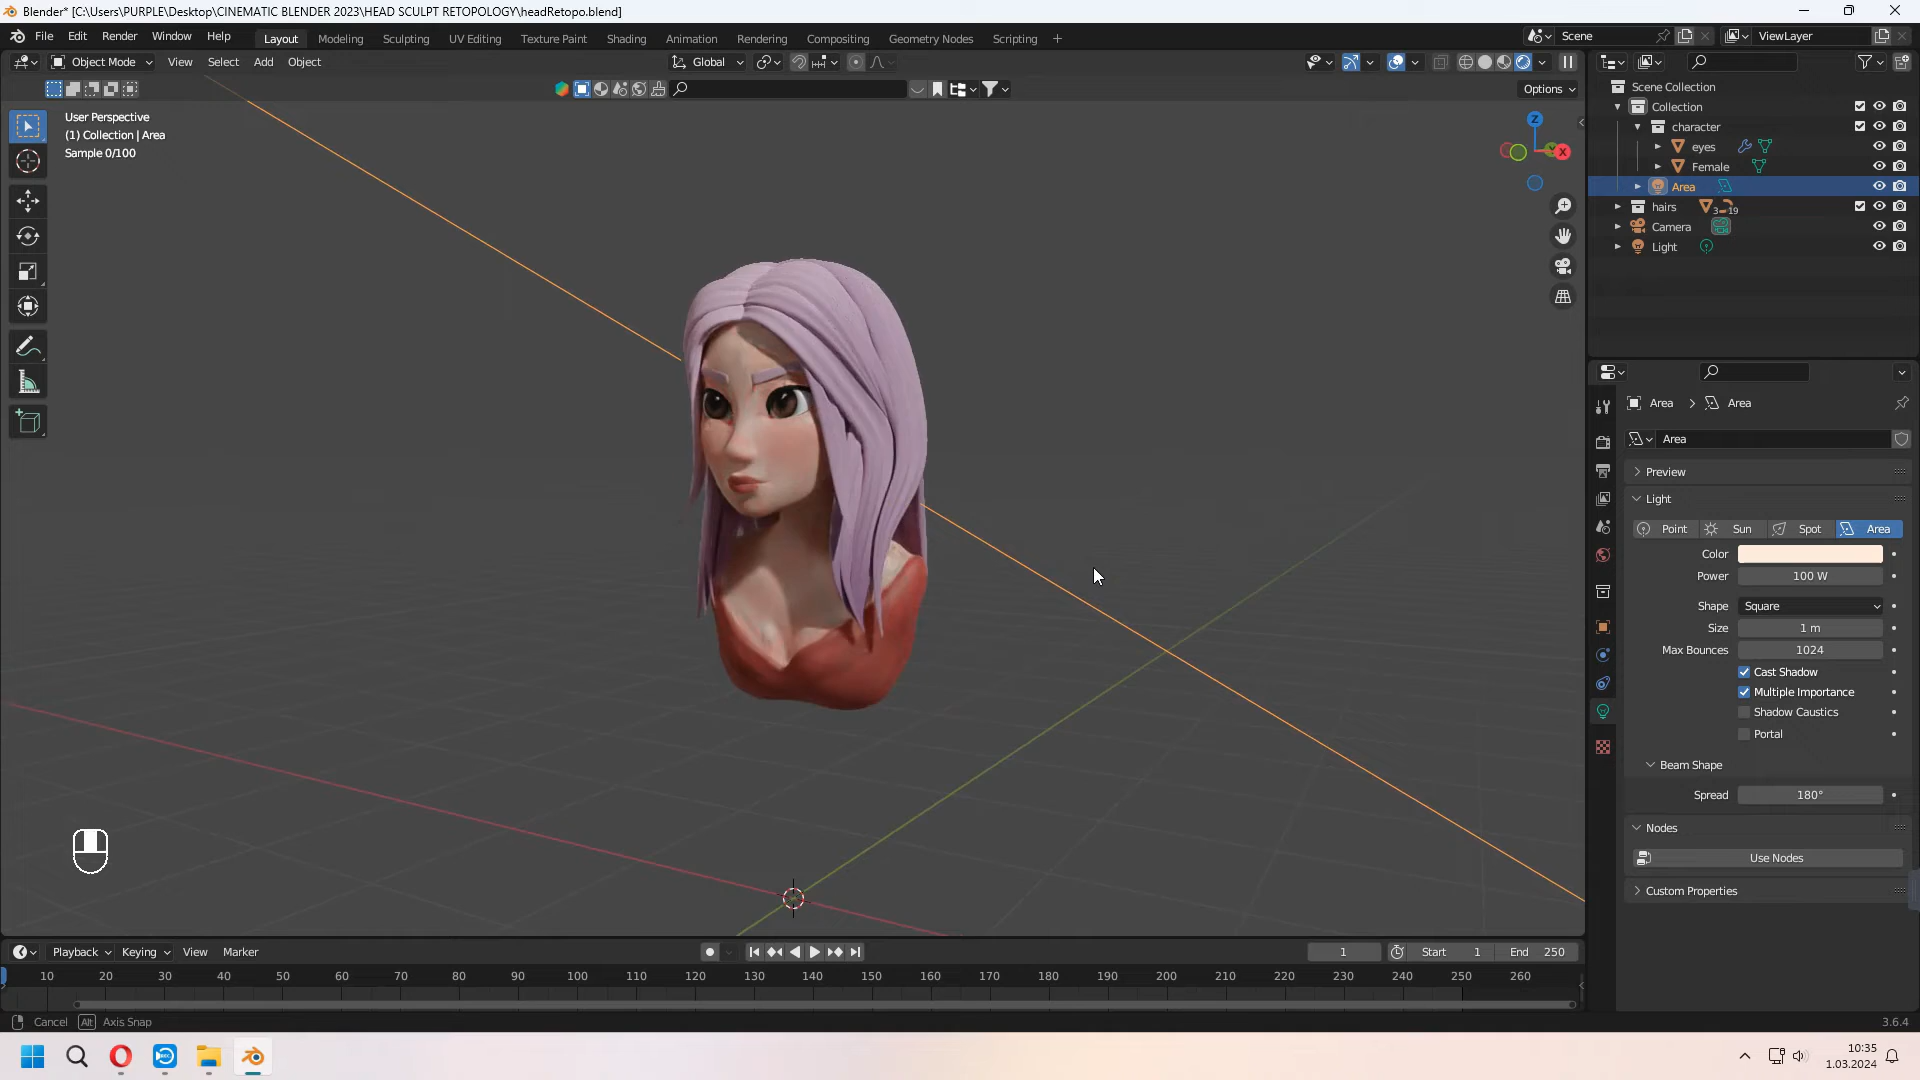 Blender* [C:\Users\PURPLE\Desktop\CINEMATIC BLENDER 2023\HEAD SCULPT RETOPOLOGY\headRetopo.blend]
File Edit Render Window Help Layout Modeling Sculpting UV Editing Texture Paint Shading Animation Rendering Compositing Geometry Nodes Scripting + Scene ViewLayer
Object Mode View Select Add Object Global
Options
User Perspective
(1) Collection | Area
Sample 0/100
Z
Y
X
Scene Collection
Collection
character
eyes
Female
Area
hairs 3 19
Camera
Light
Area > Area
Area
Preview
Light
Point Sun Spot Area
Color
Power 100 W
Shape Square
Size 1 m
Max Bounces 1024
Cast Shadow
Multiple Importance
Shadow Caustics
Portal
Beam Shape
Spread 180°
Nodes
Use Nodes
Custom Properties
Playback Keying View Marker 1 Start 1 End 250
10 20 30 40 50 60 70 80 90 100 110 120 130 140 150 160 170 180 190 200 210 220 230 240 250 260
Cancel Alt Axis Snap 3.6.4
10:35
1.03.2024